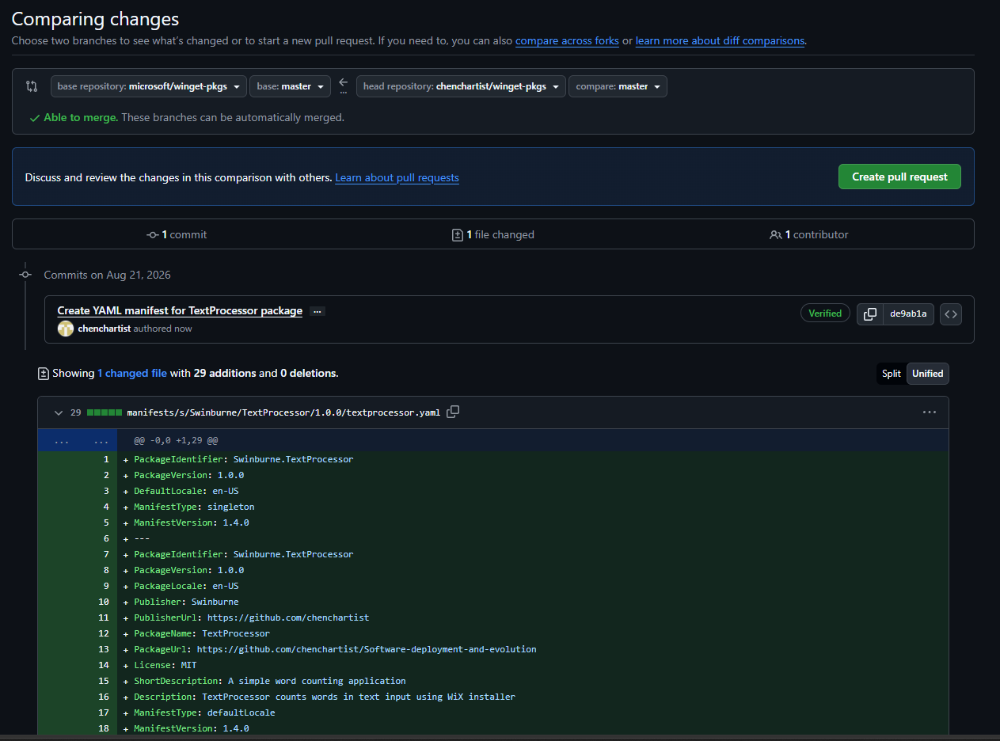 Comparing changes
Choose two branches to see what's changed or to start a new pull request. If you need to, you can also compare across forks or learn more about diff comparisons.
base repository: microsoft/winget-pkgs base: master ... head repository: chenchartist/winget-pkgs compare: master
Able to merge. These branches can be automatically merged.
Discuss and review the changes in this comparison with others. Learn about pull requests Create pull request
1 commit 1 file changed 1 contributor
Commits on Aug 21, 2026
Create YAML manifest for TextProcessor package ... Verified de9ab1a
chenchartist authored now
Showing 1 changed file with 29 additions and 0 deletions. Split Unified
29 manifests/s/Swinburne/TextProcessor/1.0.0/textprocessor.yaml
... ... @@ -0,0 +1,29 @@
1 + PackageIdentifier: Swinburne.TextProcessor
2 + PackageVersion: 1.0.0
3 + DefaultLocale: en-US
4 + ManifestType: singleton
5 + ManifestVersion: 1.4.0
6 + ---
7 + PackageIdentifier: Swinburne.TextProcessor
8 + PackageVersion: 1.0.0
9 + PackageLocale: en-US
10 + Publisher: Swinburne
11 + PublisherUrl: https://github.com/chenchartist
12 + PackageName: TextProcessor
13 + PackageUrl: https://github.com/chenchartist/Software-deployment-and-evolution
14 + License: MIT
15 + ShortDescription: A simple word counting application
16 + Description: TextProcessor counts words in text input using WiX installer
17 + ManifestType: defaultLocale
18 + ManifestVersion: 1.4.0